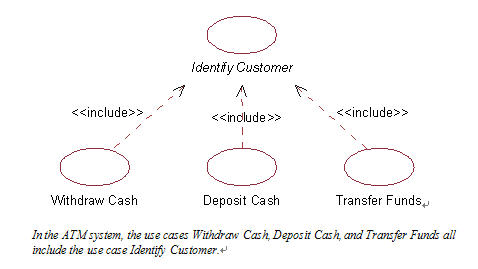 Identify Customer
<<include>> <<include>> <<include>>
Withdraw Cash Deposit Cash Transfer Funds↵
In the ATM system, the use cases Withdraw Cash, Deposit Cash, and Transfer Funds all
include the use case Identify Customer.↵